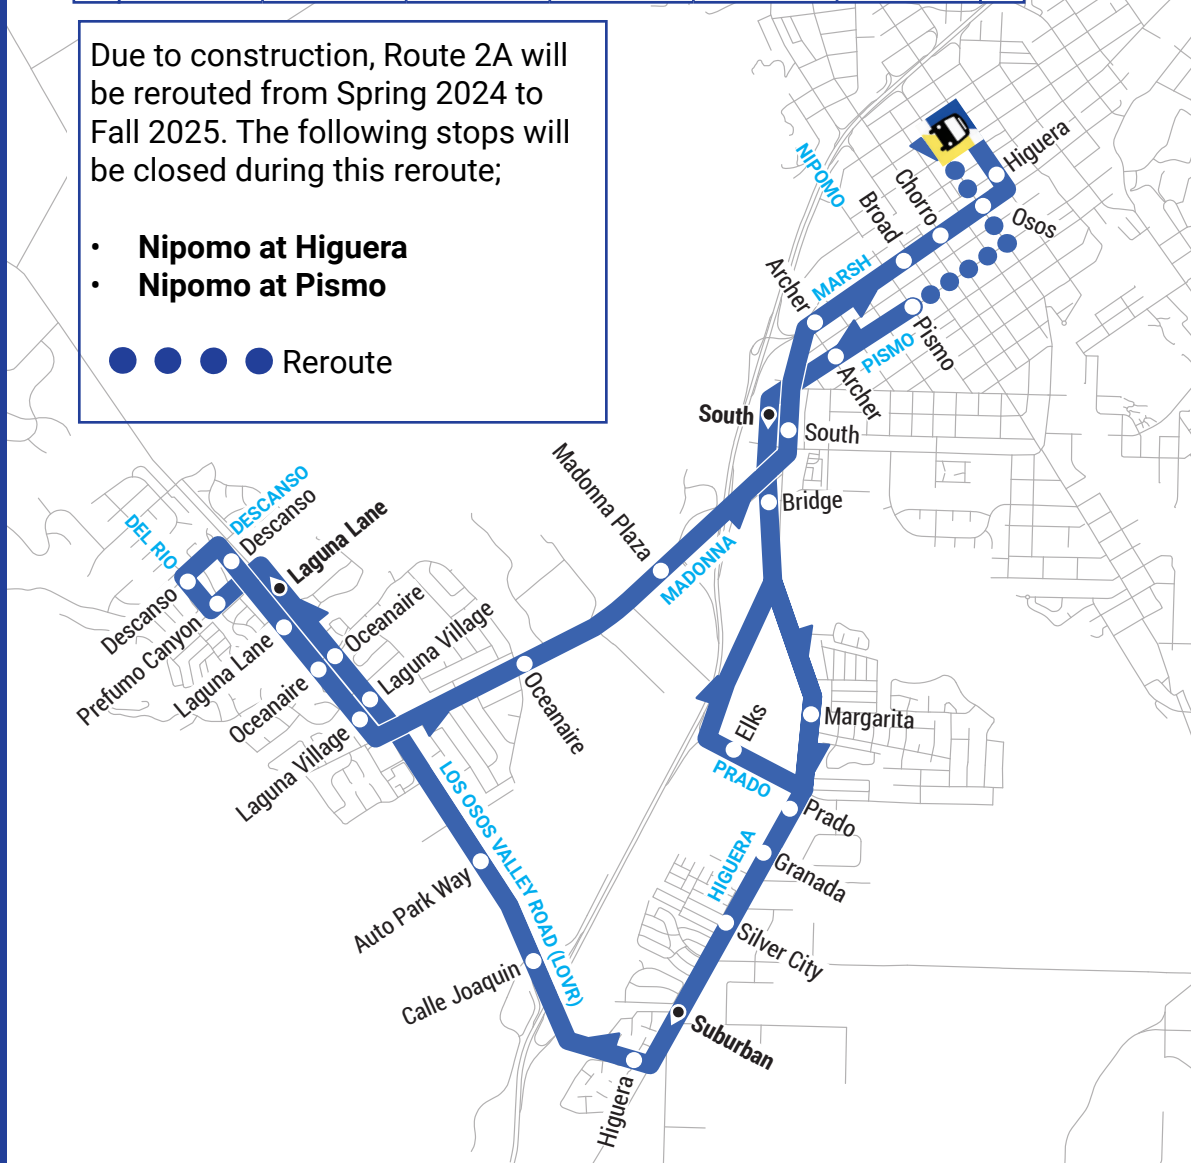 Due to construction, Route 2A will
be rerouted from Spring 2024 to
Fall 2025. The following stops will
be closed during this reroute;
• Nipomo at Higuera
• Nipomo at Pismo
Reroute
NIPOMO
Higuera
Chorro
Broad
Osos
Archer
MARSH
PISMO
Pismo
Archer
South
South
Bridge
Madonna Plaza
MADONNA
DESCANSO
Descanso
DEL RIO
Laguna Lane
Descanso
Prefumo Canyon
Laguna Lane
Oceanaire
Oceanaire
Laguna Village
Laguna Village
Oceanaire
Elks
Margarita
PRADO
Prado
HIGUERA
Granada
LOS OSOS VALLEY ROAD (LOVR)
Auto Park Way
Silver City
Calle Joaquin
Suburban
Higuera